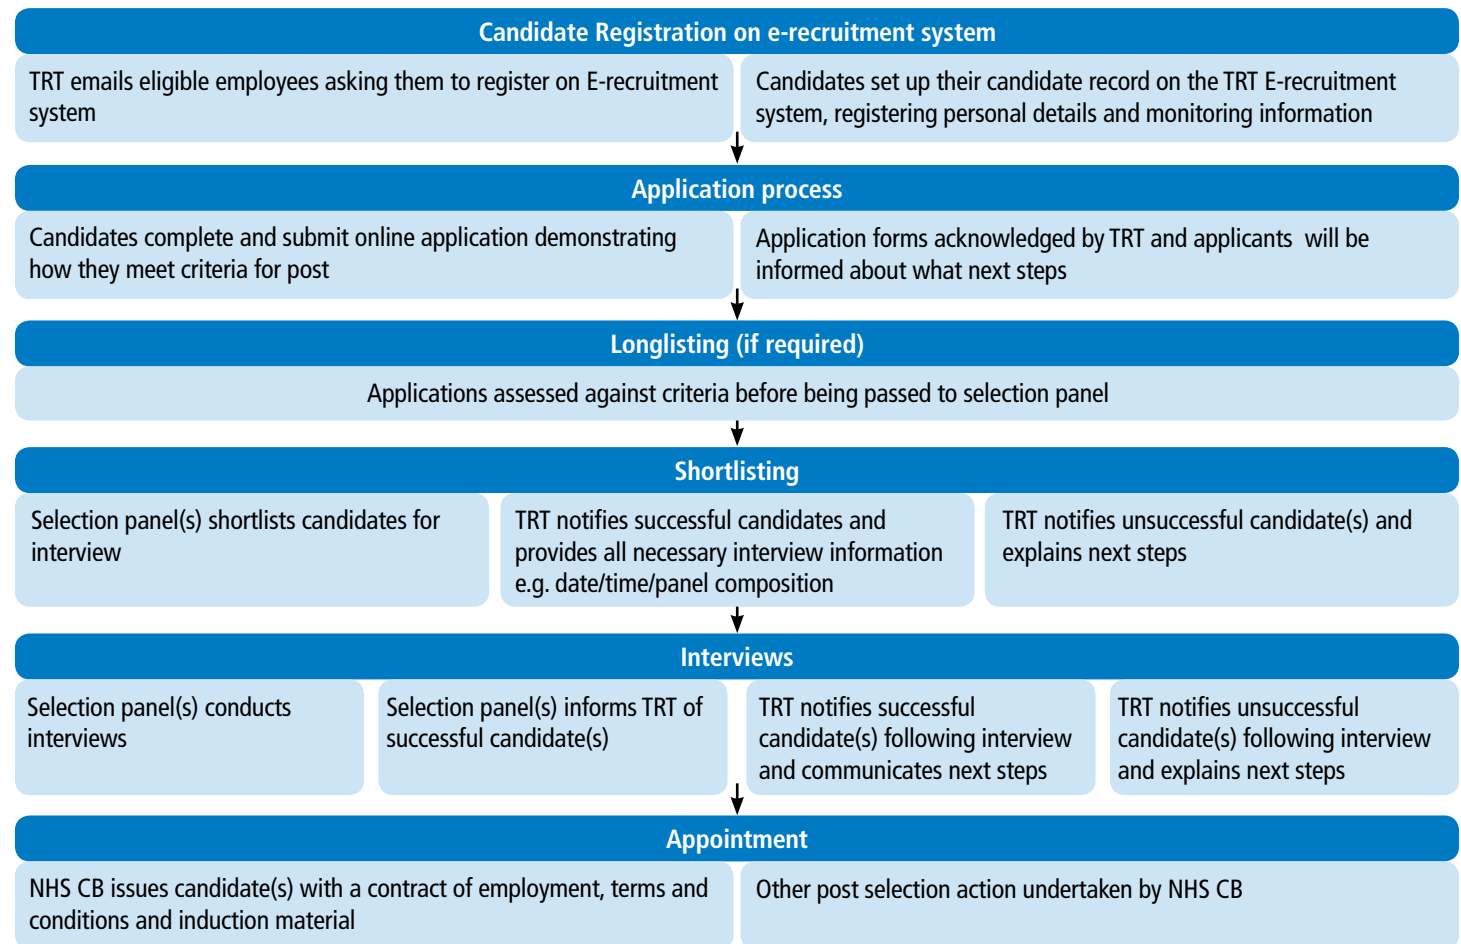 Candidate Registration on e-recruitment system
TRT emails eligible employees asking them to register on E-recruitment
system
Candidates set up their candidate record on the TRT E-recruitment
system, registering personal details and monitoring information
Application process
Candidates complete and submit online application demonstrating
how they meet criteria for post
Application forms acknowledged by TRT and applicants will be
informed about what next steps
Longlisting (if required)
Applications assessed against criteria before being passed to selection panel
Shortlisting
Selection panel(s) shortlists candidates for
interview
TRT notifies successful candidates and
provides all necessary interview information
e.g. date/time/panel composition
TRT notifies unsuccessful candidate(s) and
explains next steps
Interviews
Selection panel(s) conducts
interviews
Selection panel(s) informs TRT of
successful candidate(s)
TRT notifies successful
candidate(s) following interview
and communicates next steps
TRT notifies unsuccessful
candidate(s) following interview
and explains next steps
Appointment
NHS CB issues candidate(s) with a contract of employment, terms and
conditions and induction material
Other post selection action undertaken by NHS CB